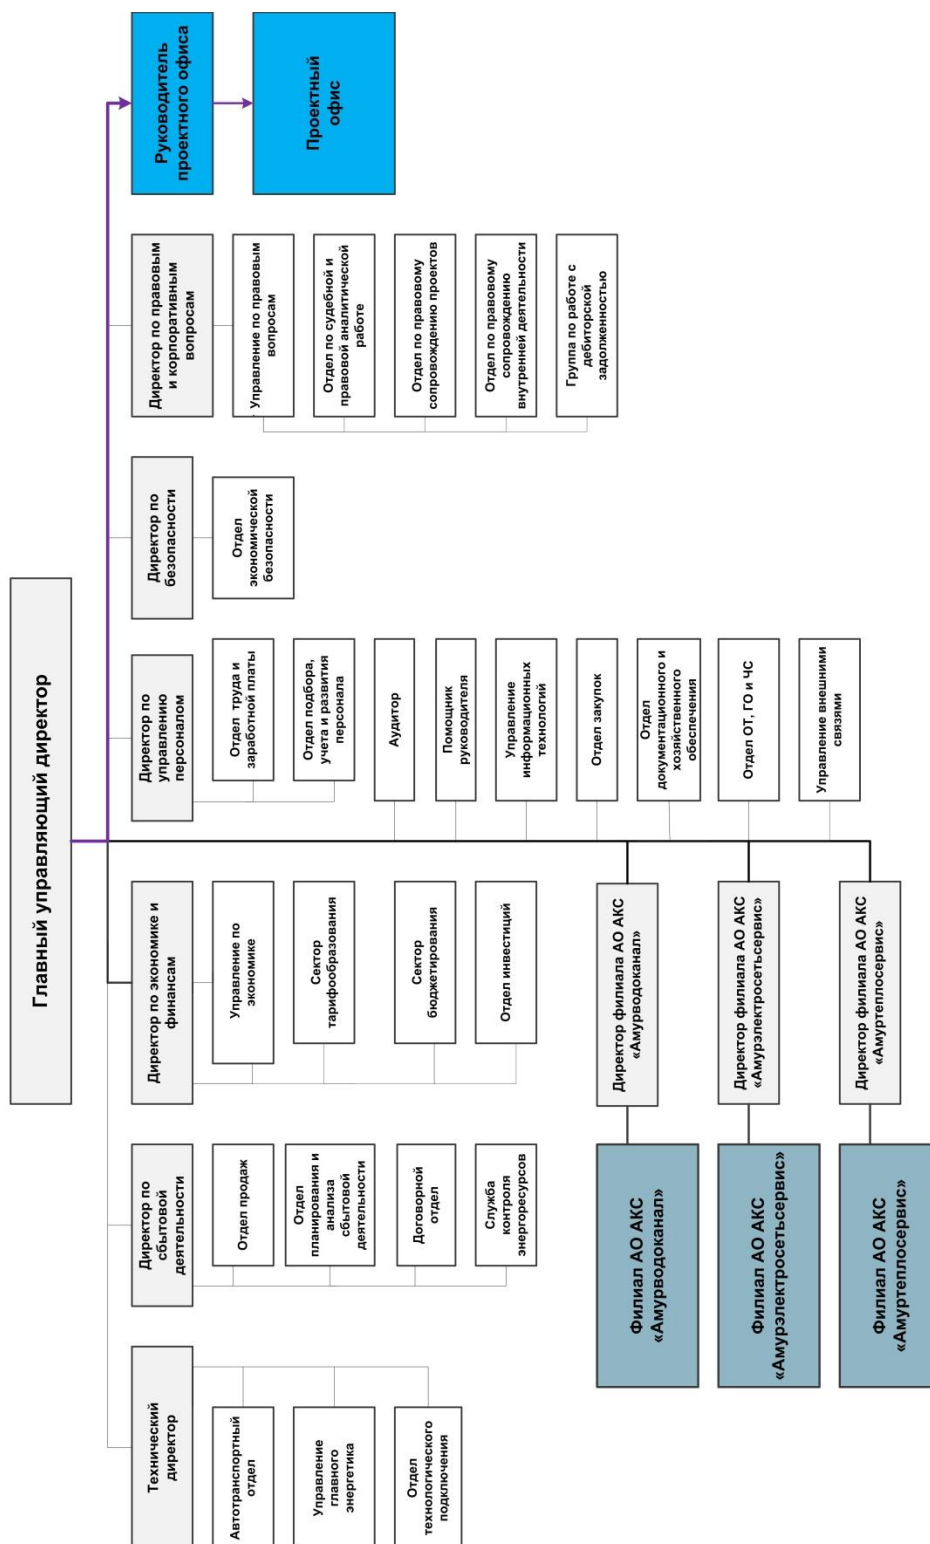 Главный управляющий директор
Технический
директор
Автотранспортный
отдел
Управление
главного
энергетика
Отдел
технологического
подключения
Директор по
сбытовой
деятельности
Отдел продаж
Отдел
планирования и
анализа
сбытовой
деятельности
Договорной
отдел
Служба
контроля
энергоресурсов
Директор по экономике и
финансам
Управление по
экономике
Сектор
тарифообразования
Сектор
бюджетирования
Отдел инвестиций
Директор по
управлению
персоналом
Отдел труда и
заработной платы
Отдел подбора,
учета и развития
персонала
Аудитор
Помощник
руководителя
Управление
информационных
технологий
Отдел закупок
Отдел
документационного и
хозяйственного
обеспечения
Отдел ОТ, ГО и ЧС
Управление внешними
связями
Директор по
безопасности
Отдел
экономической
безопасности
Директор по правовым
и корпоративным
вопросам
Управление по правовым
вопросам
Отдел по судебной и
правовой аналитической
работе
Отдел по правовому
сопровождению проектов
Отдел по правовому
сопровождению
внутренней деятельности
Группа по работе с
дебиторской
задолженностью
Руководитель
проектного офиса
Проектный
офис
Директор филиала АО АКС
«Амурводоканал»
Филиал АО АКС
«Амурводоканал»
Директор филиала АО АКС
«Амурэлектросетьсервис»
Филиал АО АКС
«Амурэлектросетьсервис»
Директор филиала АО АКС
«Амуртеплосервис»
Филиал АО АКС
«Амуртеплосервис»